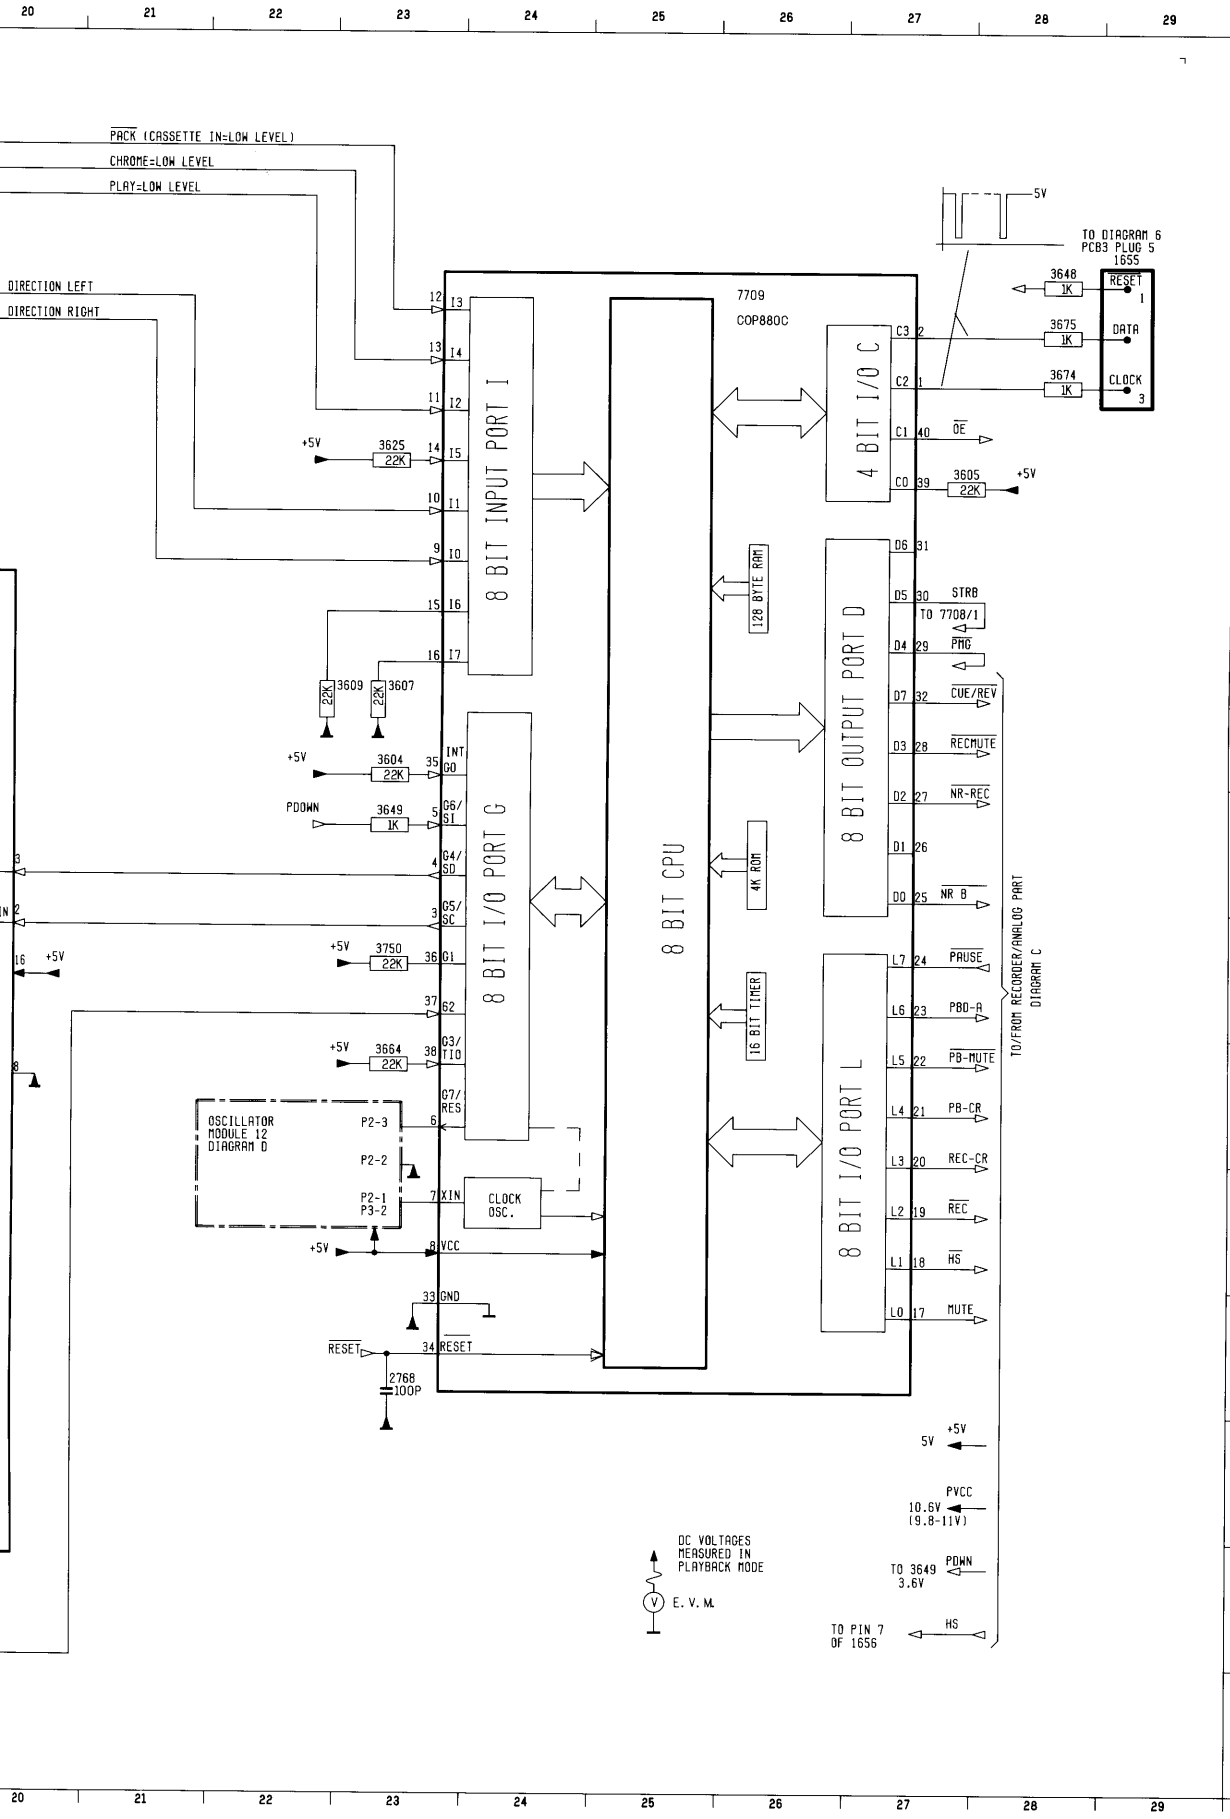 20 21 22 23 24 25 26 27 28 29
PACK (CASSETTE IN=LOW LEVEL)
CHROME=LOW LEVEL
PLAY=LOW LEVEL
5V
TO DIAGRAM 6
PCB3 PLUG 5
1655
DIRECTION LEFT
DIRECTION RIGHT
7709
COP880C
12 I3
13 I4
11 I2
+5V 3625 22K 14 I5
10 I1
9 I0
15 I6
16 I7
22K 3609
22K 3607
8 BIT INPUT PORT I
3648 1K RESET 1
C3 2 3675 1K DATA
C2 1 3674 1K CLOCK 3
C1 40 OE
C0 39 3605 22K +5V
4 BIT I/O C
128 BYTE RAM
D6 31
D5 30 STRB
TO 7708/1
D4 29 PMG
D7 32 CUE/REV
D3 28 RECMUTE
D2 27 NR-REC
D1 26
D0 25 NR B
8 BIT OUTPUT PORT D
+5V 3604 22K 35 INT G0
PDOWN 3649 1K 5 G6/ SI
3 4 G4/ SO
IN 2 3 G5/ SC
16 +5V
+5V 3750 22K 36 G1
37 G2
+5V 3664 22K 38 G3/ TIO
8
G7/ RES
6
8 BIT I/O PORT G
8 BIT CPU
4K ROM
16 BIT TIMER
L7 24 PAUSE
L6 23 PBD-A
L5 22 PB-MUTE
L4 21 PB-CR
L3 20 REC-CR
L2 19 REC
L1 18 HS
L0 17 MUTE
8 BIT I/O PORT L
TO/FROM RECORDER/ANALOG PART
DIAGRAM C
OSCILLATOR
MODULE 12
DIAGRAM D
P2-3
P2-2
P2-1
P3-2
7 XIN
CLOCK
OSC.
+5V 8 VCC
33 GND
RESET 34 RESET
2768
100P
+5V
5V
PVCC
10.6V
(9.8-11V)
PDWN
TO 3649
3.6V
HS
TO PIN 7
OF 1656
DC VOLTAGES
MEASURED IN
PLAYBACK MODE
V E.V.M.
20 21 22 23 24 25 26 27 28 29